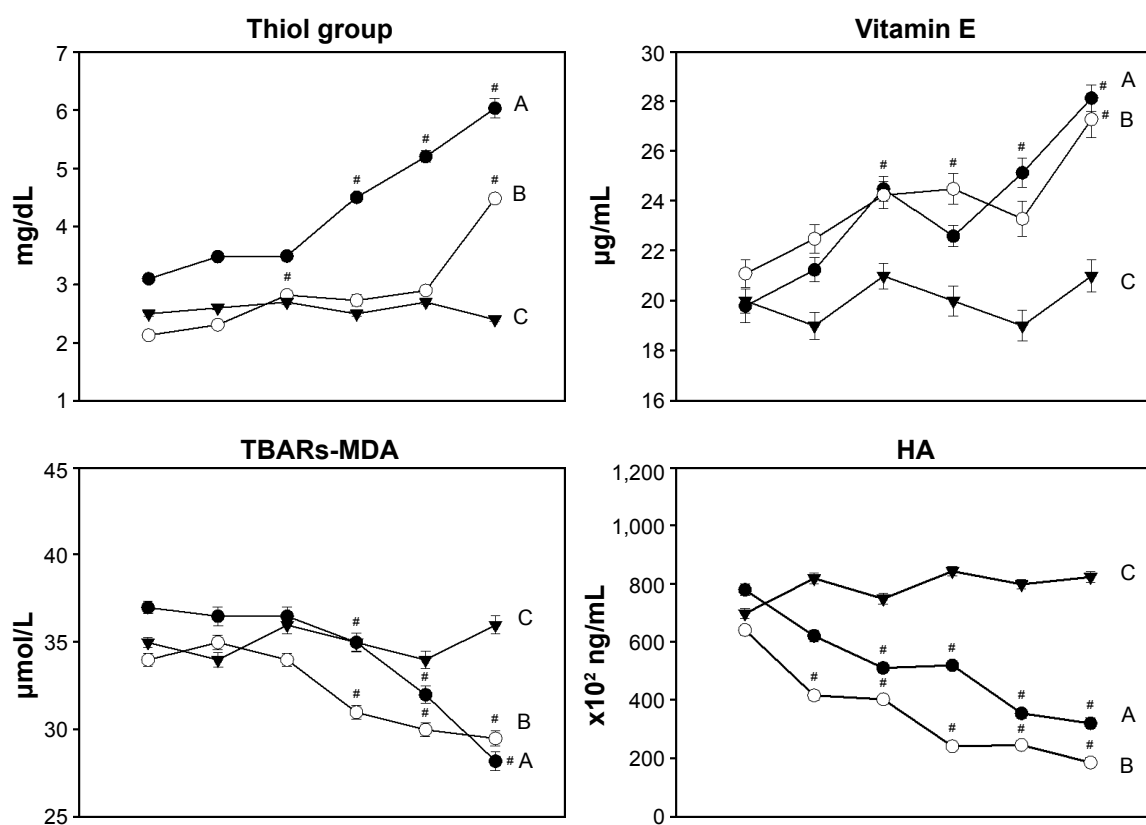 Thiol group
7
6
5
4
3
2
1
mg/dL
#
#
#
#
#
A
B
C
Vitamin E
30
28
26
24
22
20
18
16
µg/mL
#
#
#
#
#
A
B
C
TBARs-MDA
45
40
35
30
25
µmol/L
#
#
#
#
#
#
C
B
A
HA
1,200
1,000
800
600
400
200
0
x10² ng/mL
#
#
#
#
#
#
#
#
#
C
A
B